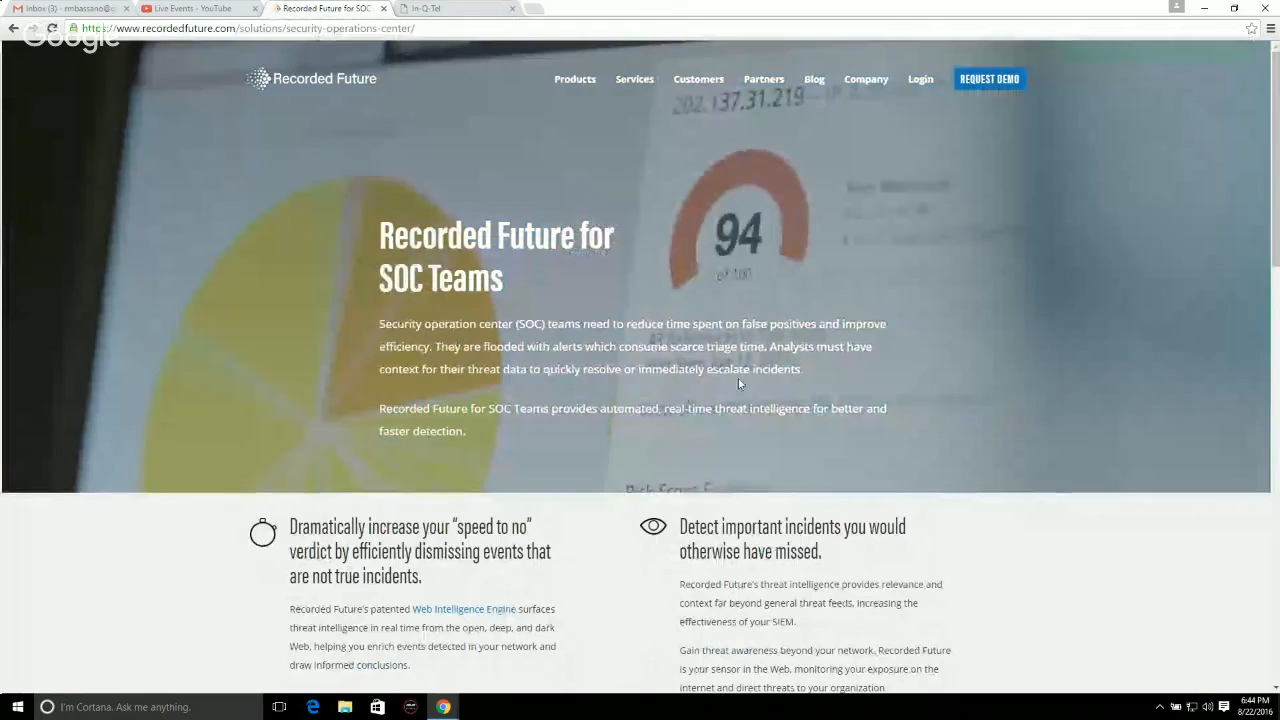 Inbox (3) - rmbassano@
Live Events - YouTube
Recorded Future for SOC
In-Q-Tel
https://www.recordedfuture.com/solutions/security-operations-center/
Google
Recorded Future
Products
Services
Customers
Partners
Blog
Company
Login
REQUEST DEMO
202.137.31.219
94
Recorded Future for
SOC Teams
Security operation center (SOC) teams need to reduce time spent on false positives and improve
efficiency. They are flooded with alerts which consume scarce triage time. Analysts must have
context for their threat data to quickly resolve or immediately escalate incidents.
Recorded Future for SOC Teams provides automated, real-time threat intelligence for better and
faster detection.
Dramatically increase your "speed to no"
verdict by efficiently dismissing events that
are not true incidents.
Recorded Future's patented Web Intelligence Engine surfaces
threat intelligence in real time from the open, deep, and dark
Web, helping you enrich events detected in your network and
draw informed conclusions.
Detect important incidents you would
otherwise have missed.
Recorded Future's threat intelligence provides relevance and
context far beyond general threat feeds, increasing the
effectiveness of your SIEM.
Gain threat awareness beyond your network. Recorded Future
is your sensor in the Web, monitoring your exposure on the
internet and direct threats to your organization.
I'm Cortana. Ask me anything.
6:44 PM
8/22/2016